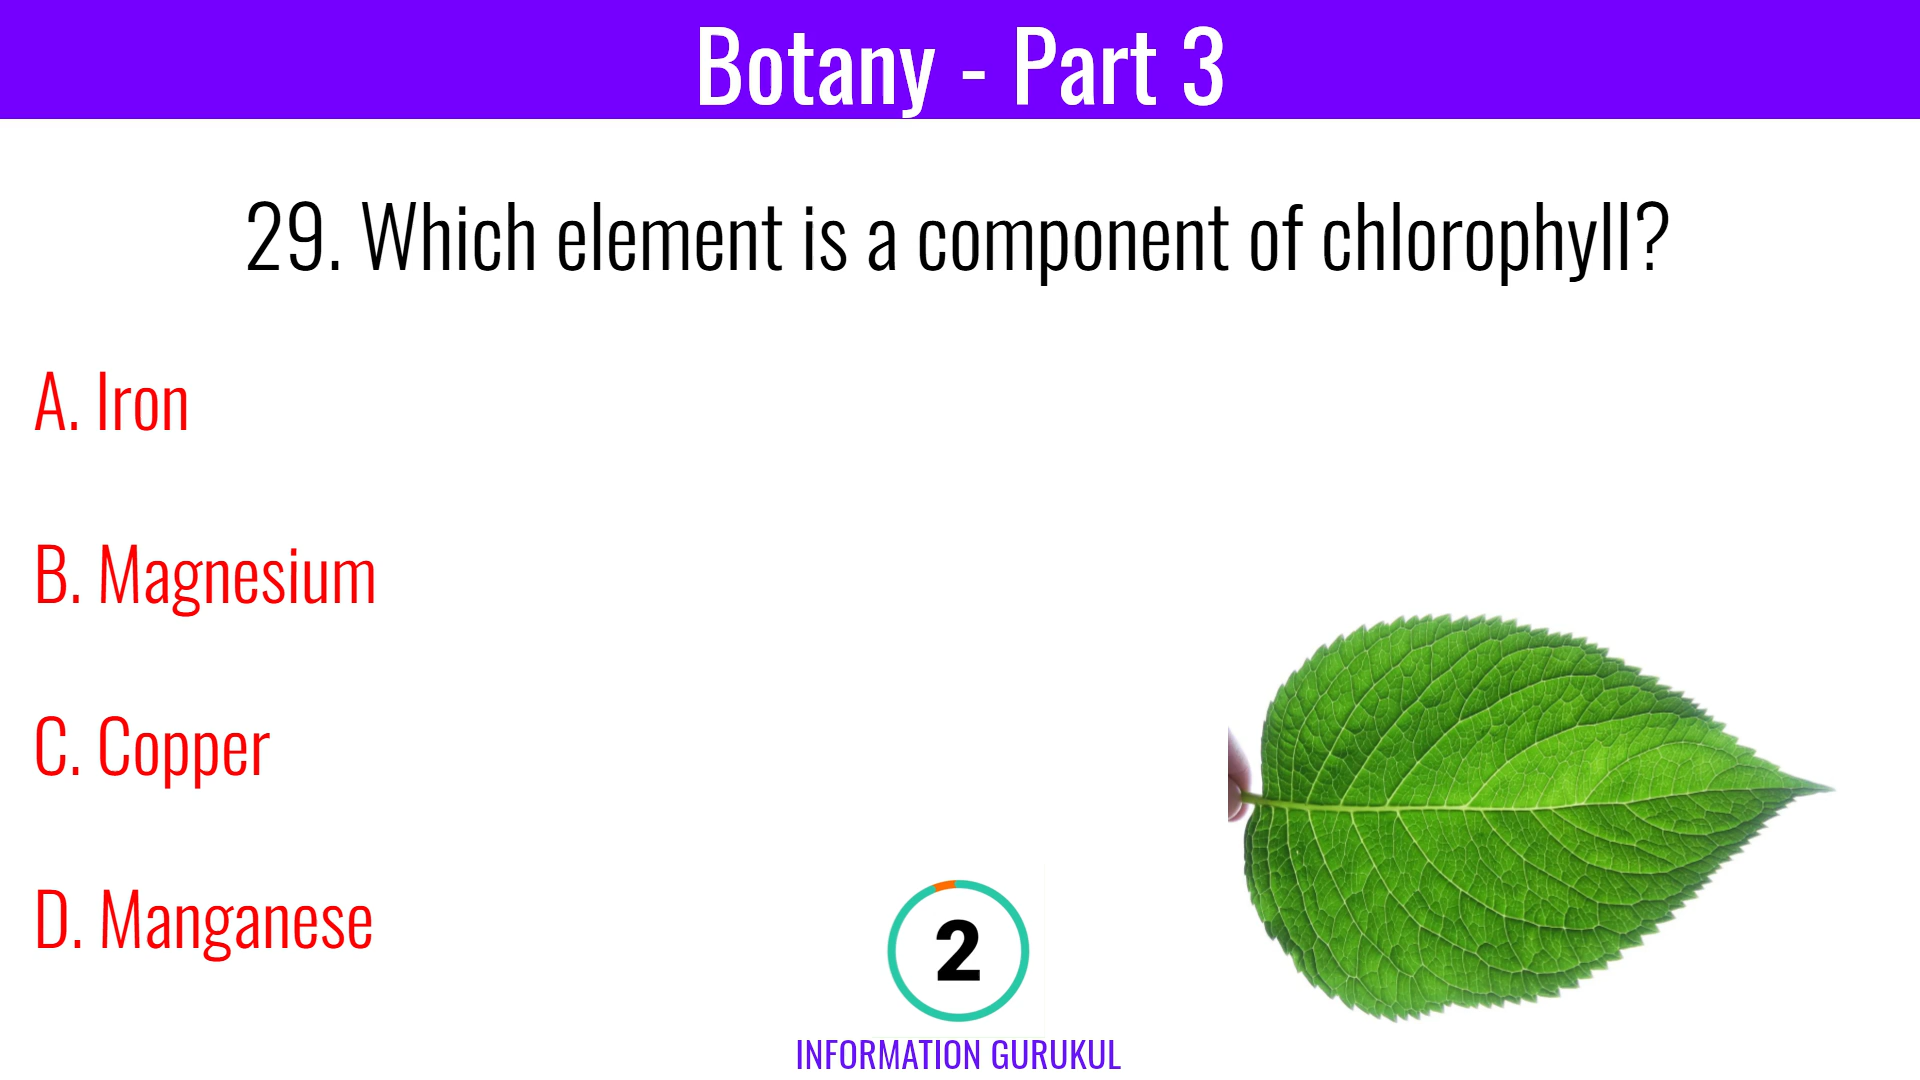 Botany - Part 3
29. Which element is a component of chlorophyll?
A. Iron
B. Magnesium
C. Copper
D. Manganese
2
INFORMATION GURUKUL